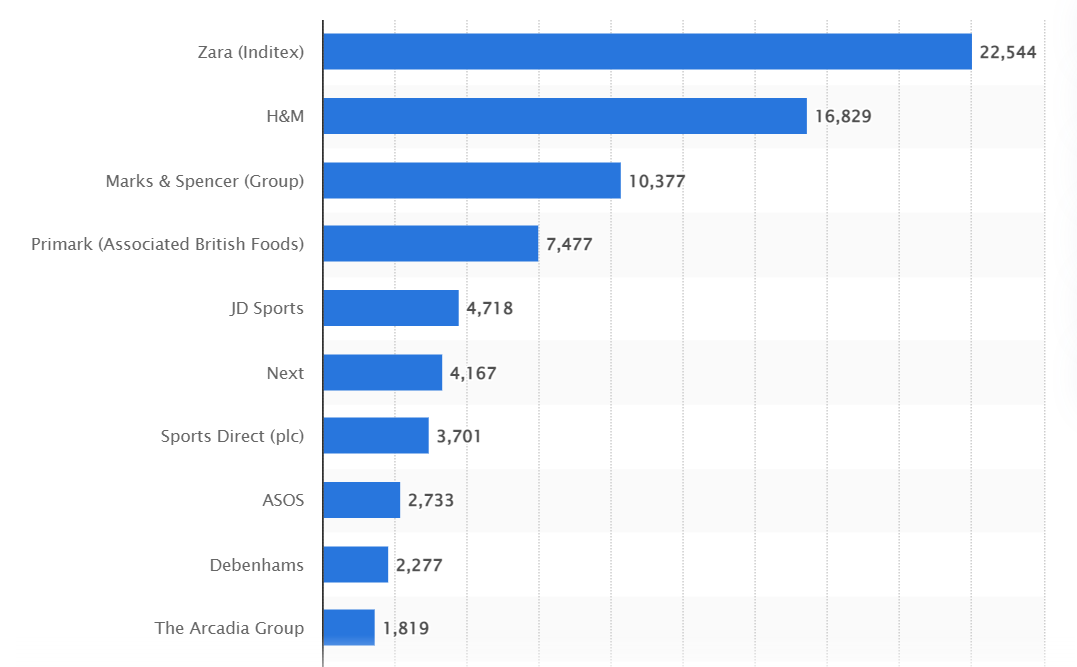 Zara (Inditex) 22,544
H&M 16,829
Marks & Spencer (Group) 10,377
Primark (Associated British Foods) 7,477
JD Sports 4,718
Next 4,167
Sports Direct (plc) 3,701
ASOS 2,733
Debenhams 2,277
The Arcadia Group 1,819